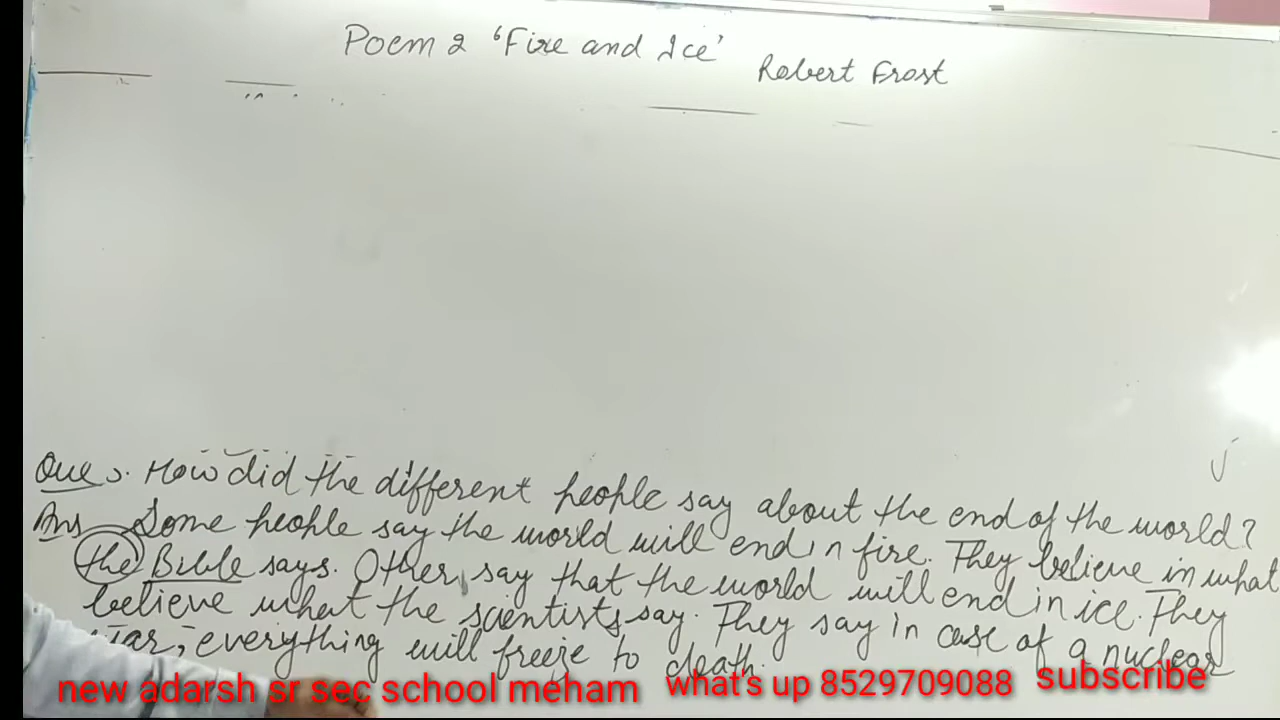 Poem 2 'Fire and Ice'
Robert Frost
Que. How did the different people say about the end of the world?
Ans Some people say the world will end in fire. They believe in what
the Bible says. Others say that the world will end in ice. They
believe what the scientists say. They say in case of a nuclear
war, everything will freeze to death.
new adarsh sr sec school meham what's up 8529709088 subscribe